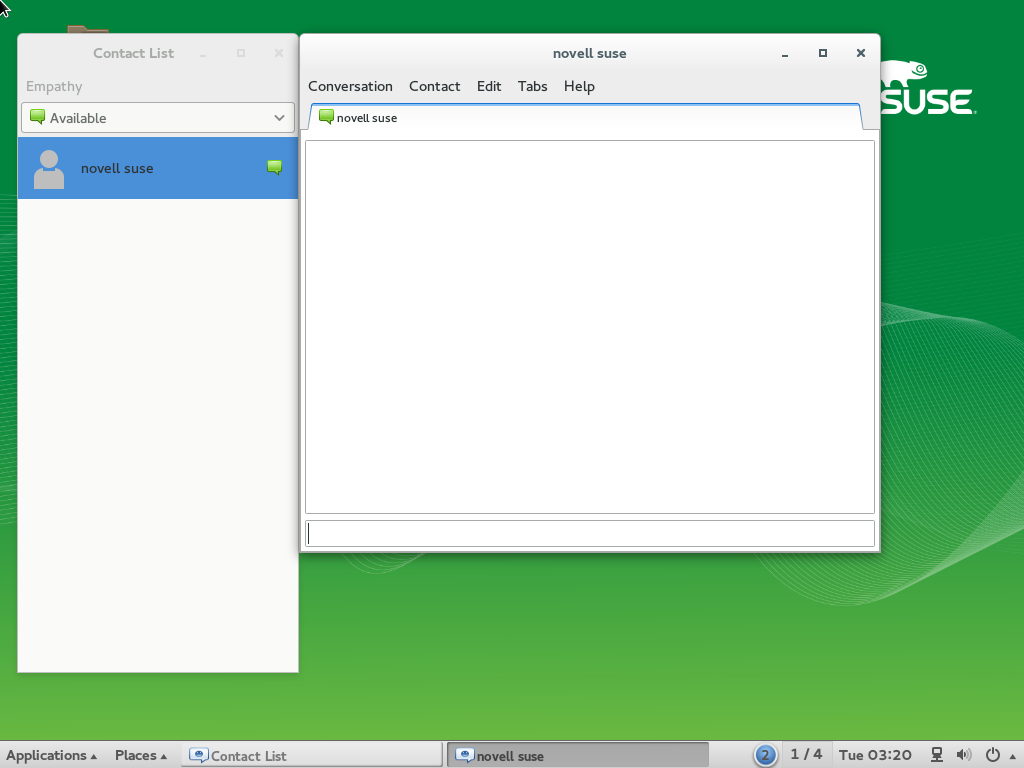 Contact List
novell suse
Empathy
Conversation Contact Edit Tabs Help
Available
novell suse
novell suse
SUSE
Applications Places Contact List novell suse 2 1 / 4 Tue 03:20